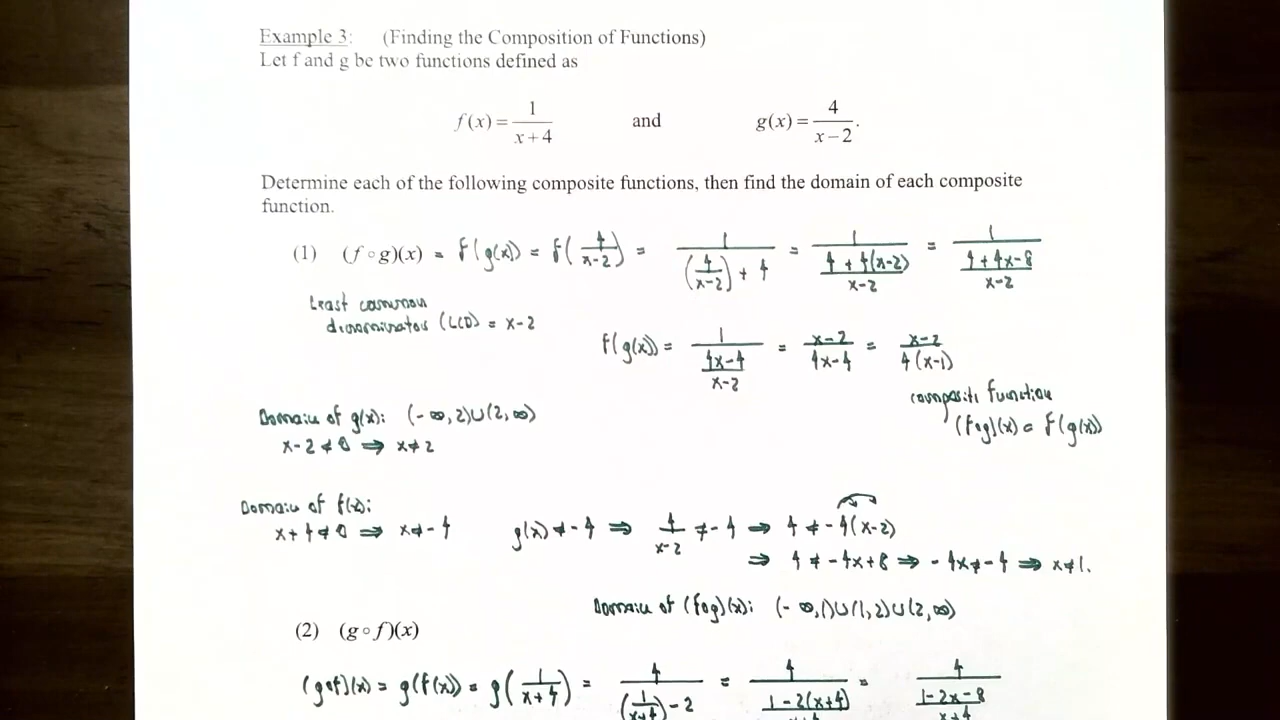 Example 3: (Finding the Composition of Functions)
Let f and g be two functions defined as
f(x) = 1/(x+4) and g(x) = 4/(x−2).
Determine each of the following composite functions, then find the domain of each composite
function.
(1) (f∘g)(x) = f(g(x)) = f(4/(x-2)) = 1/((4/(x-2)) + 4) = 1/((4+4(x-2))/(x-2)) = 1/((4+4x-8)/(x-2))
Least common
denominator (LCD) = x-2
f(g(x)) = 1/((4x-4)/(x-2)) = (x-2)/(4x-4) = (x-2)/(4(x-1))
composite function
(f∘g)(x) = f(g(x))
Domain of g(x): (-∞,2)∪(2,∞)
x-2≠0 ⇒ x≠2
Domain of f(x):
x+4≠0 ⇒ x≠-4 g(x)≠-4 ⇒ 4/(x-2) ≠ -4 ⇒ 4 ≠ -4(x-2)
⇒ 4 ≠ -4x+8 ⇒ -4x≠-4 ⇒ x≠1.
Domain of (f∘g)(x): (-∞,1)∪(1,2)∪(2,∞)
(2) (g∘f)(x)
(g∘f)(x) = g(f(x)) = g(1/(x+4)) = 4/((1/(x+4))-2) = 4/((1-2(x+4))/(x+4)) = 4/((1-2x-8)/(x+4))